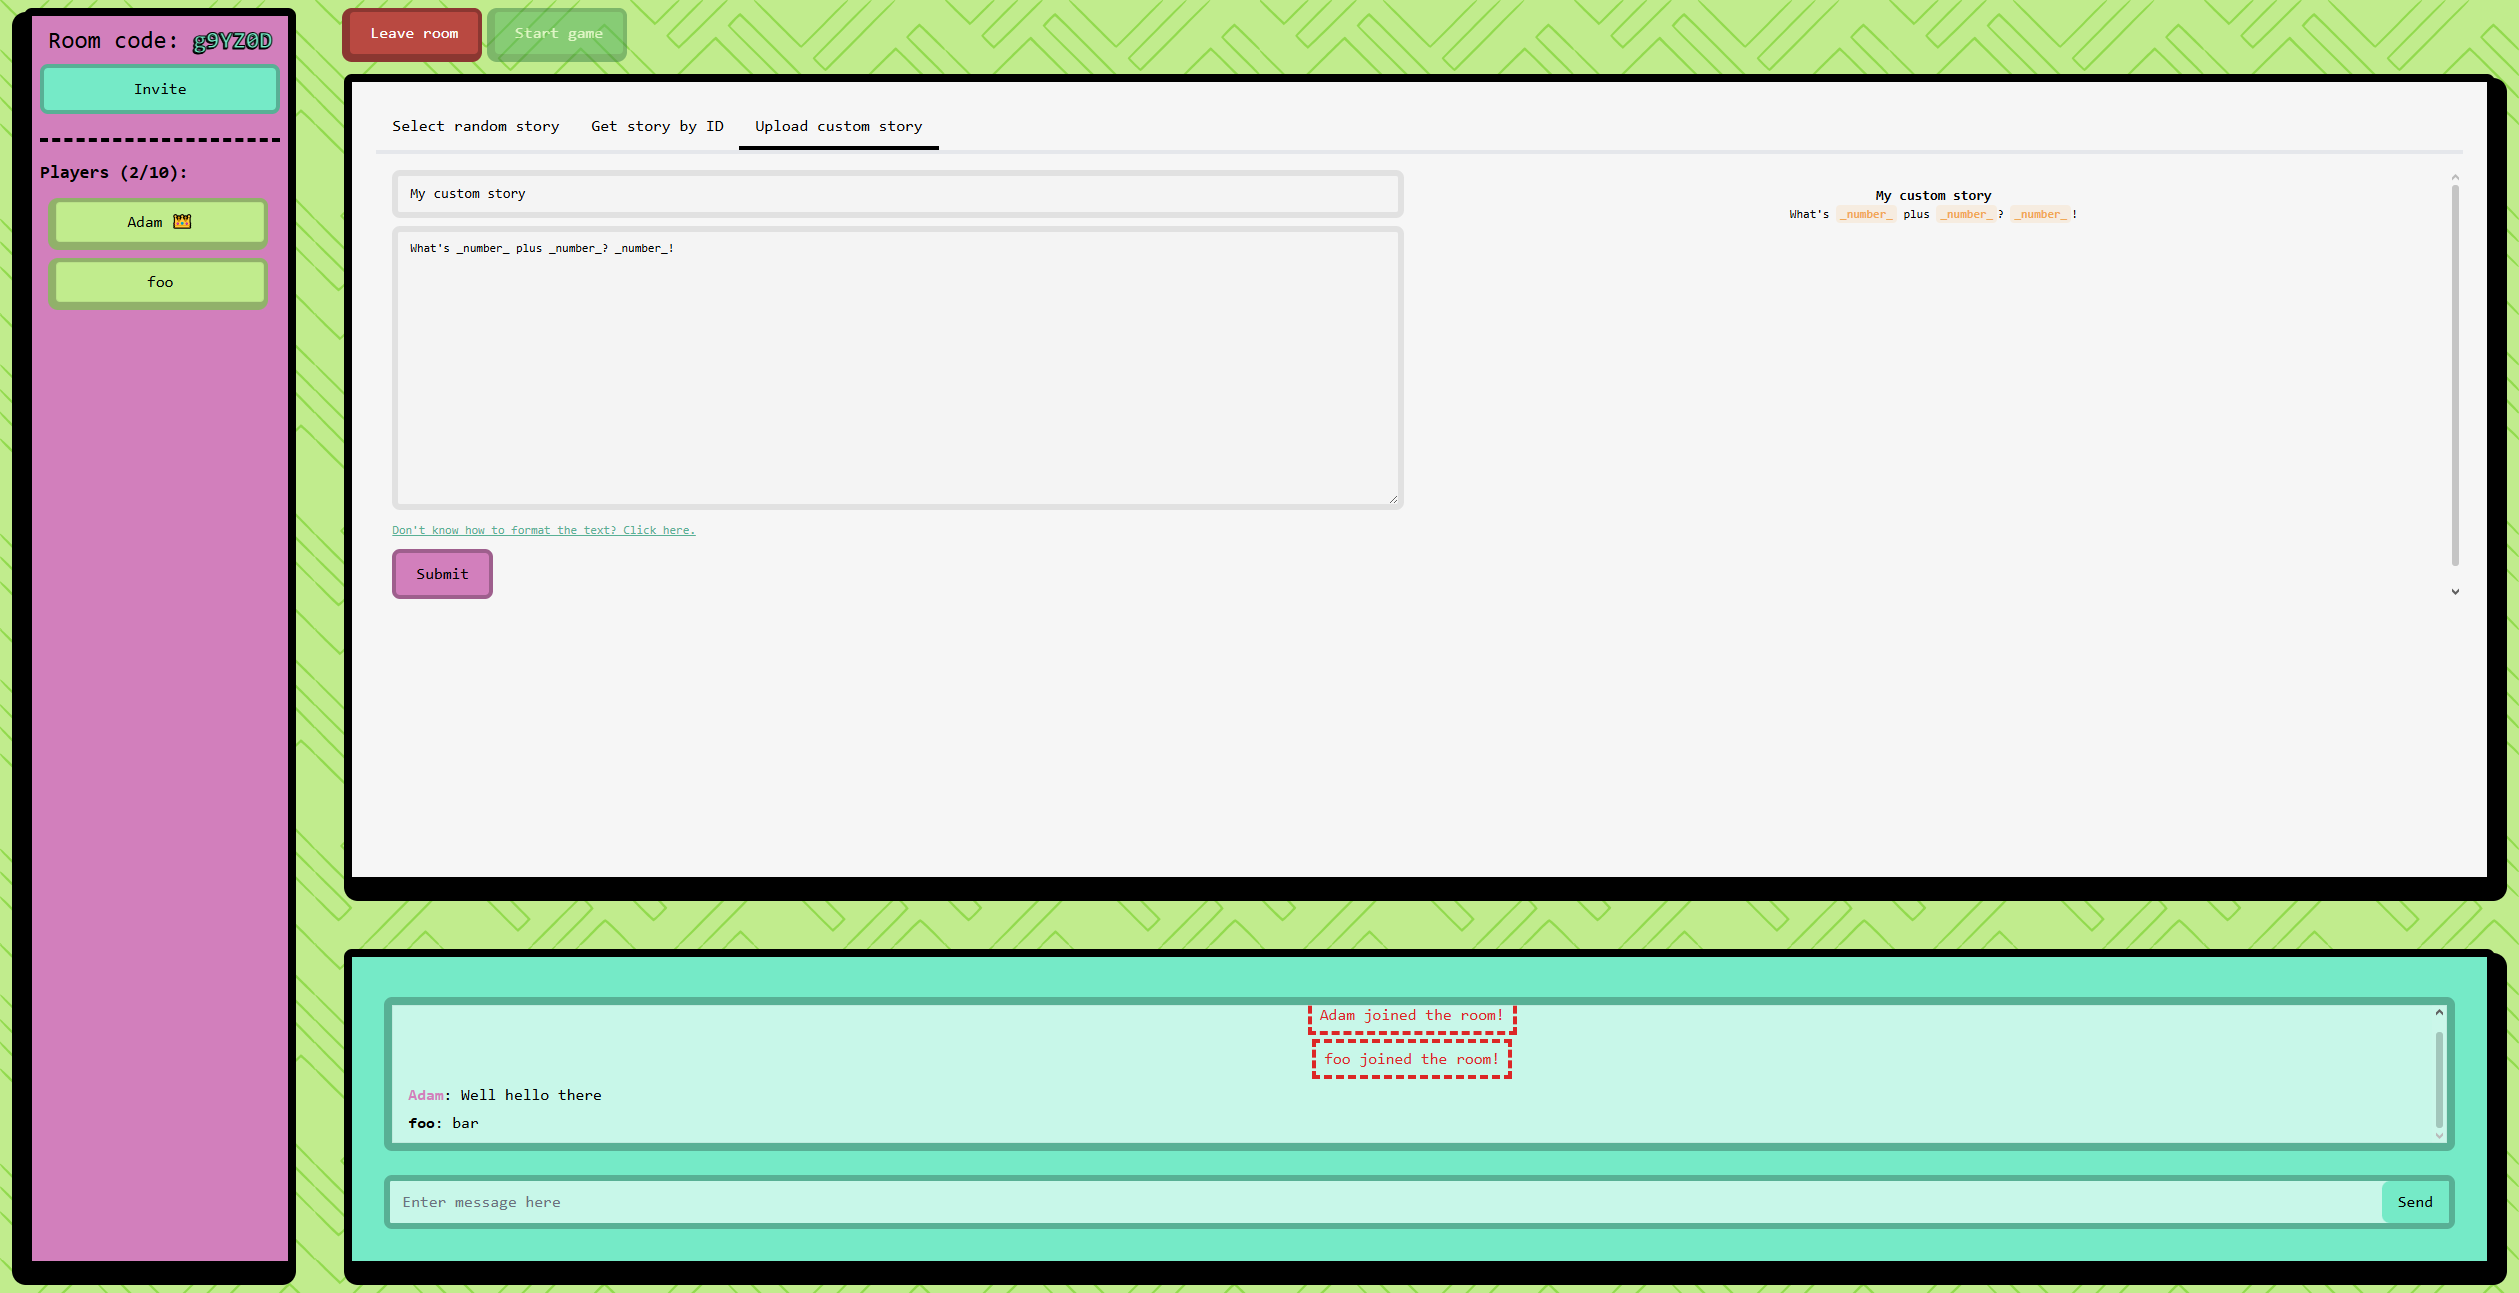 Room code: g9YZ0D
Invite
Players (2/10):
Adam 👑
foo
Leave room
Start game
Select random story
Get story by ID
Upload custom story
My custom story
What's _number_ plus _number_? _number_!
Don't know how to format the text? Click here.
Submit
My custom story
What's _number_ plus _number_? _number_!
Adam joined the room!
foo joined the room!
Adam: Well hello there
foo: bar
Enter message here
Send